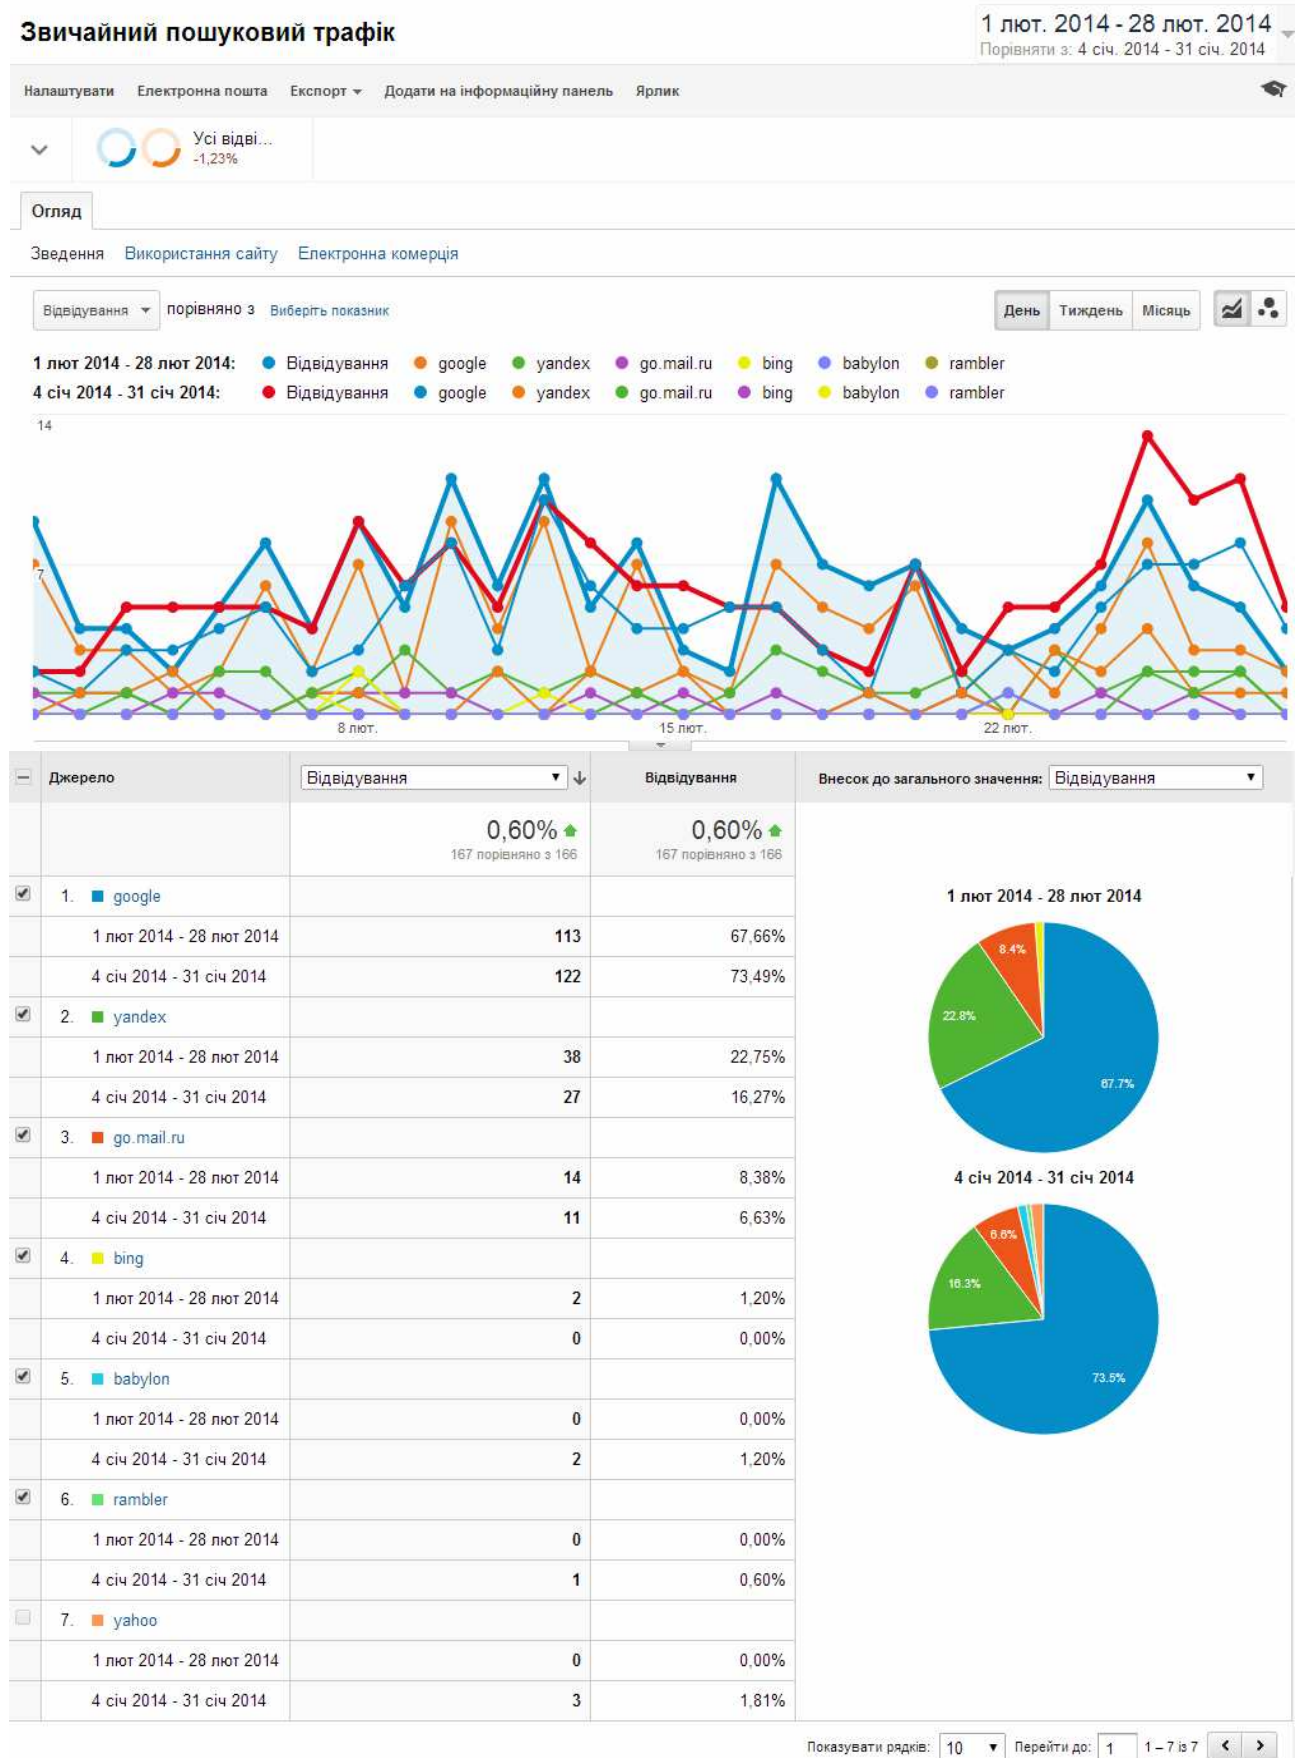 Звичайний пошуковий трафік
1 лют. 2014 - 28 лют. 2014
Порівняти з: 4 січ. 2014 - 31 січ. 2014
Налаштувати Електронна пошта Експорт Додати на інформаційну панель Ярлик
Усі відві...
-1,23%
Огляд
Зведення Використання сайту Електронна комерція
Відвідування порівняно з Виберіть показник День Тиждень Місяць
1 лют 2014 - 28 лют 2014: Відвідування google yandex go.mail.ru bing babylon rambler
4 січ 2014 - 31 січ 2014: Відвідування google yandex go.mail.ru bing babylon rambler
14
7
8 лют. 15 лют. 22 лют.
Джерело Відвідування Відвідування Внесок до загального значення: Відвідування
0,60% 0,60%
167 порівняно з 166 167 порівняно з 166
1. google
1 лют 2014 - 28 лют 2014 113 67,66%
4 січ 2014 - 31 січ 2014 122 73,49%
2. yandex
1 лют 2014 - 28 лют 2014 38 22,75%
4 січ 2014 - 31 січ 2014 27 16,27%
3. go.mail.ru
1 лют 2014 - 28 лют 2014 14 8,38%
4 січ 2014 - 31 січ 2014 11 6,63%
4. bing
1 лют 2014 - 28 лют 2014 2 1,20%
4 січ 2014 - 31 січ 2014 0 0,00%
5. babylon
1 лют 2014 - 28 лют 2014 0 0,00%
4 січ 2014 - 31 січ 2014 2 1,20%
6. rambler
1 лют 2014 - 28 лют 2014 0 0,00%
4 січ 2014 - 31 січ 2014 1 0,60%
7. yahoo
1 лют 2014 - 28 лют 2014 0 0,00%
4 січ 2014 - 31 січ 2014 3 1,81%
1 лют 2014 - 28 лют 2014
8.4%
22.8%
67.7%
4 січ 2014 - 31 січ 2014
6.6%
16.3%
73.5%
Показувати рядків: 10 Перейти до: 1 1 – 7 із 7